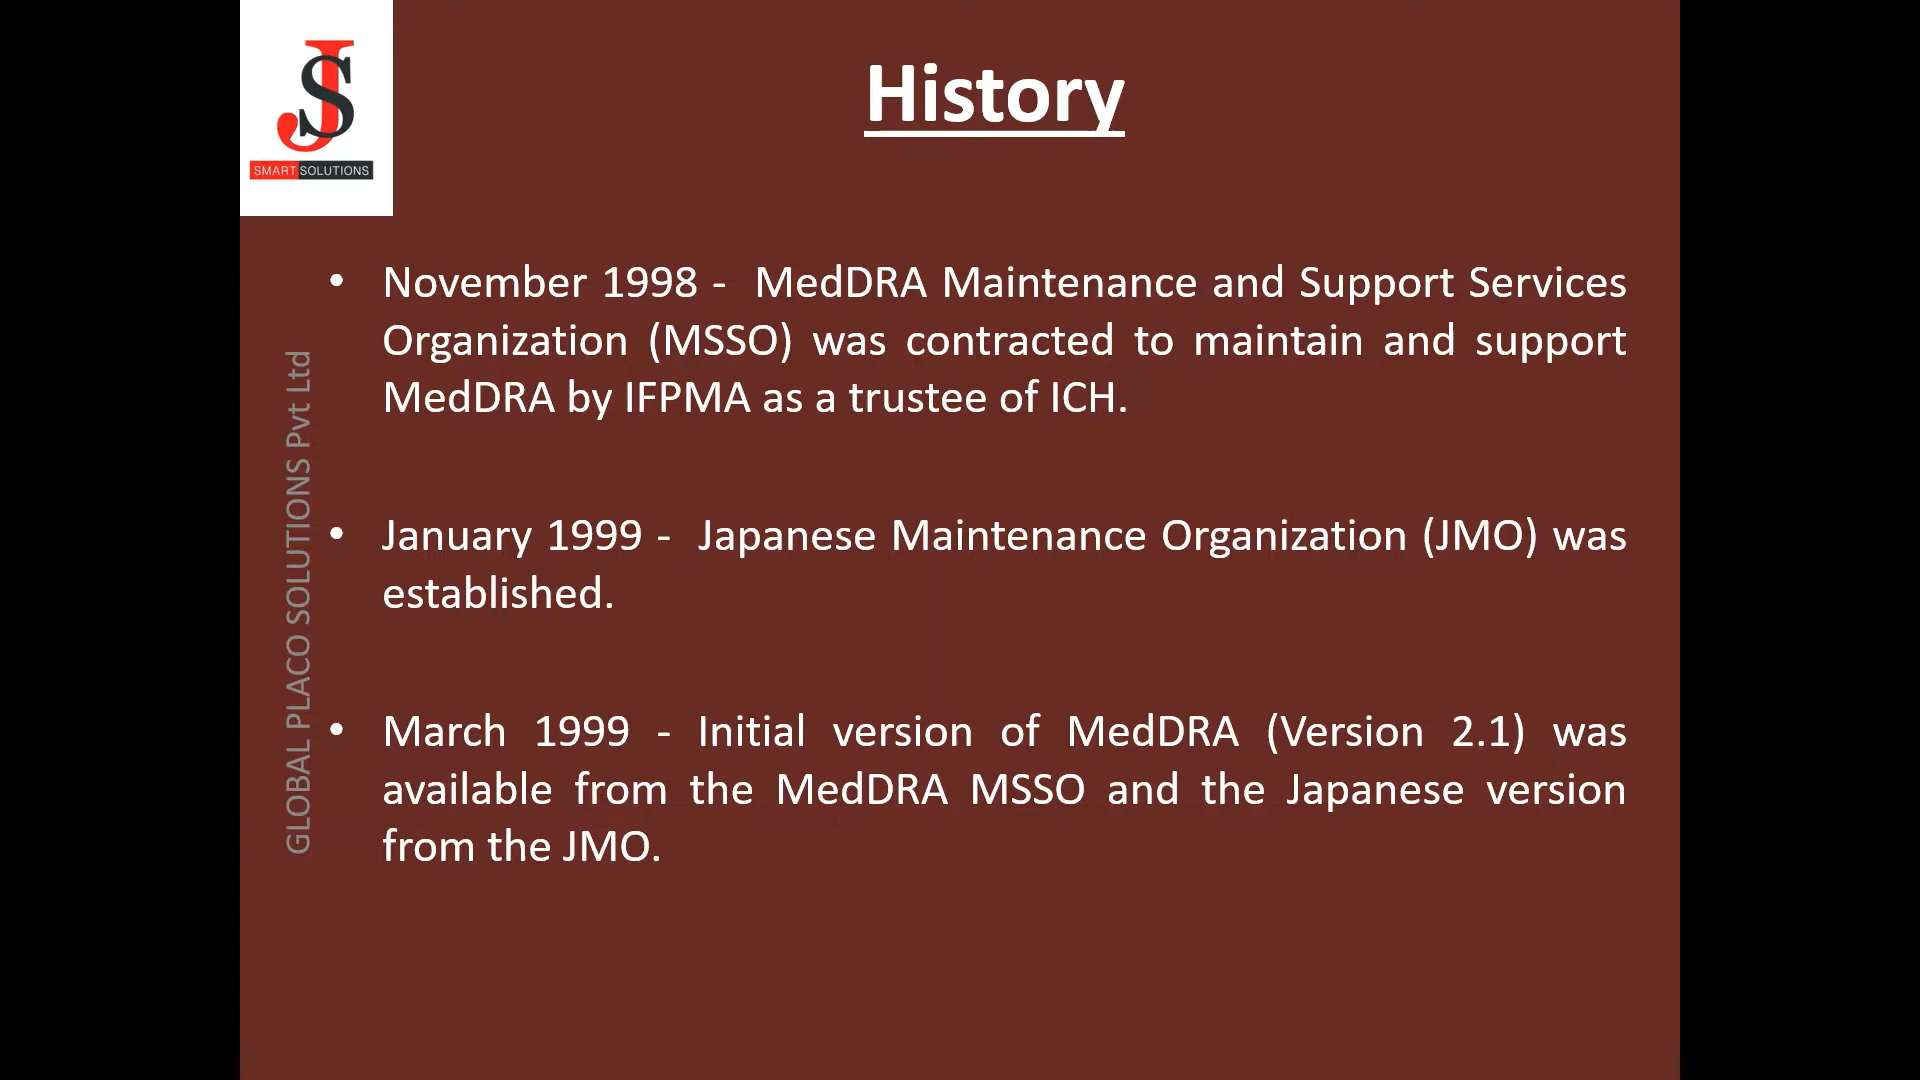 JS
SMART SOLUTIONS
History
• November 1998 -  MedDRA Maintenance and Support Services
Organization (MSSO) was contracted to maintain and support
MedDRA by IFPMA as a trustee of ICH.
• January 1999 -  Japanese Maintenance Organization (JMO) was
established.
• March 1999 - Initial version of MedDRA (Version 2.1) was
available from the MedDRA MSSO and the Japanese version
from the JMO.
GLOBAL PLACO SOLUTIONS Pvt Ltd